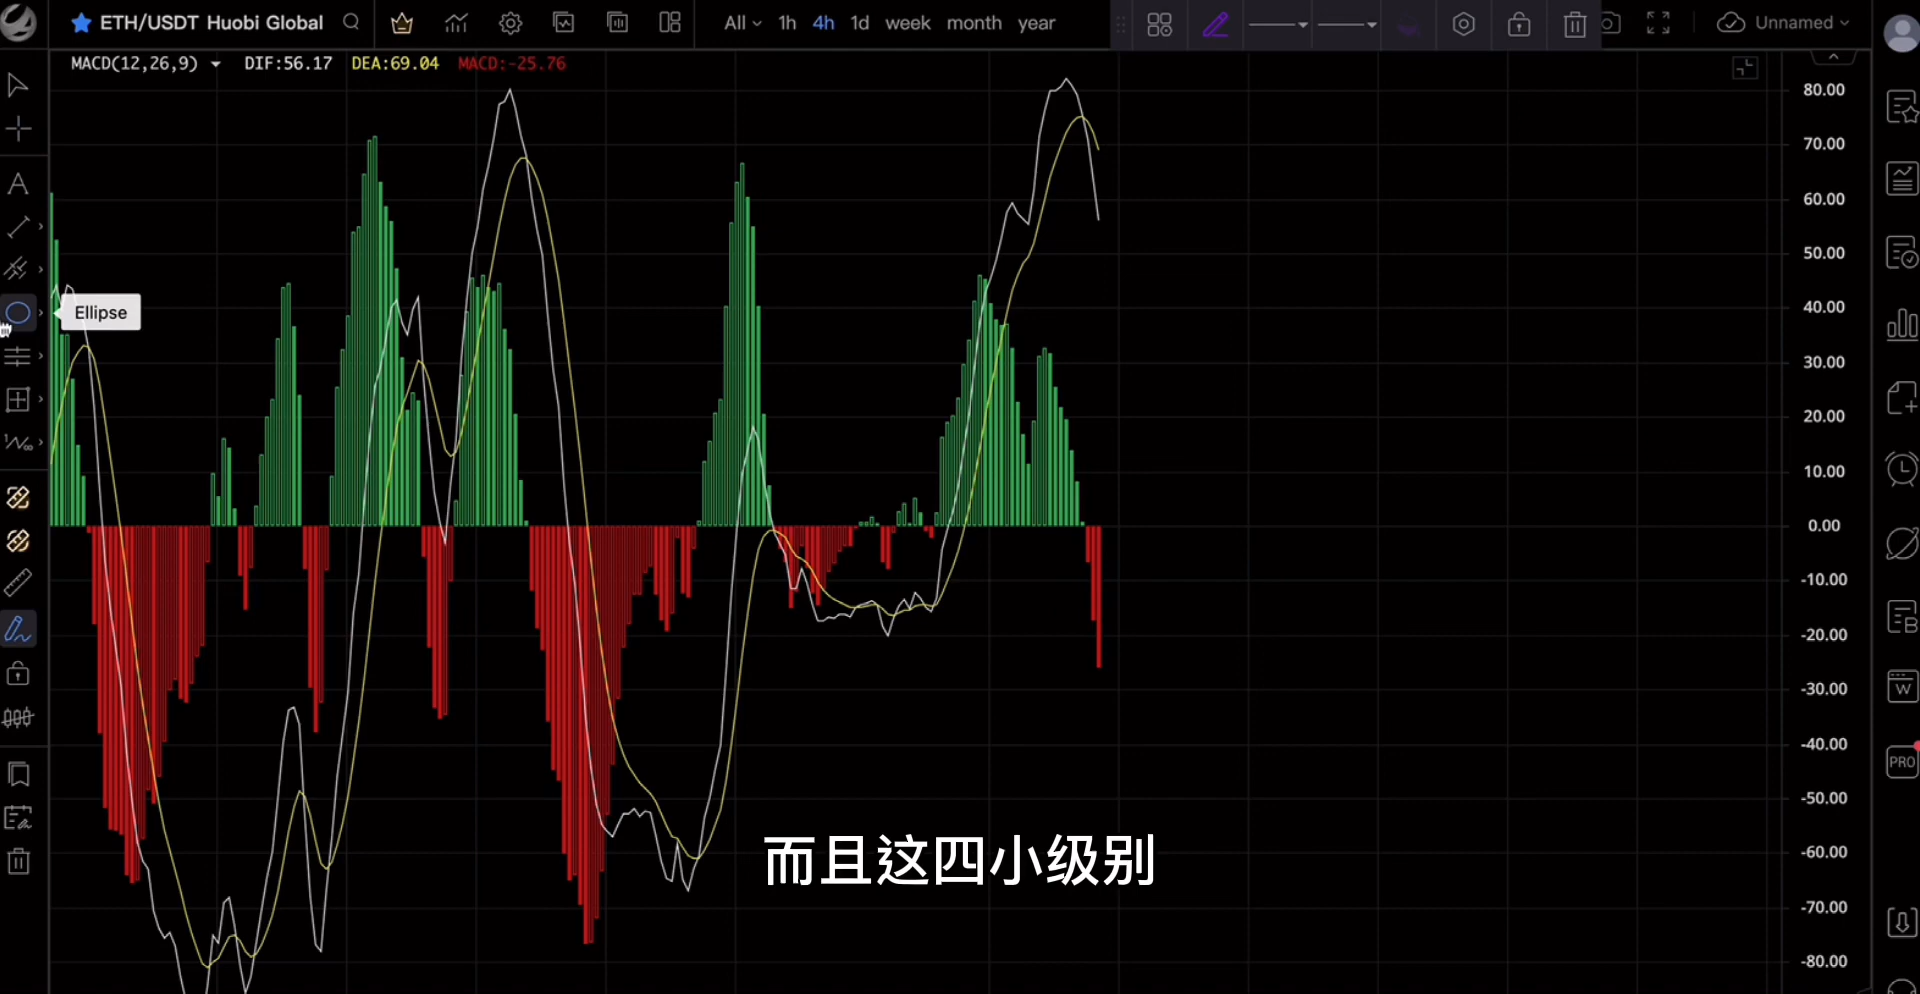 ETH/USDT Huobi Global
All 1h 4h 1d week month year
Unnamed
MACD(12,26,9) DIF:56.17 DEA:69.04 MACD:-25.76
80.00
70.00
60.00
50.00
40.00
30.00
20.00
10.00
0.00
-10.00
-20.00
-30.00
-40.00
-50.00
-60.00
-70.00
-80.00
Ellipse
PRO
而且这四小级别